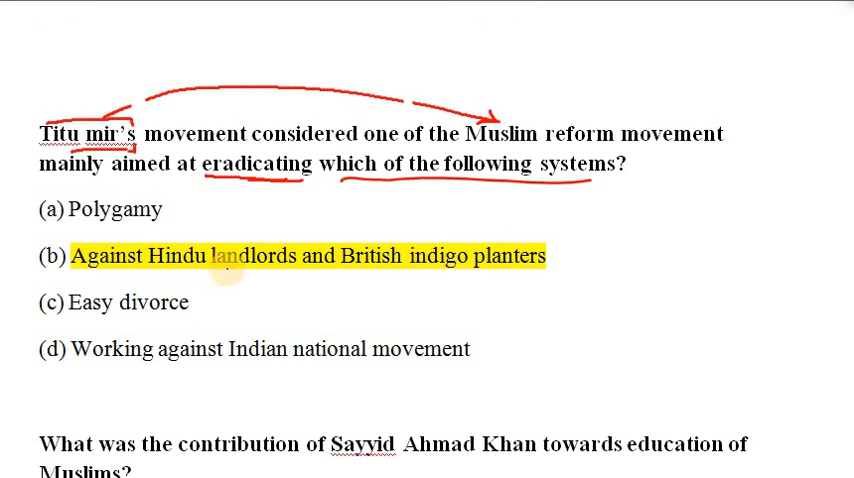 Titu mir's movement considered one of the Muslim reform movement
mainly aimed at eradicating which of the following systems?
(a) Polygamy
(b) Against Hindu landlords and British indigo planters
(c) Easy divorce
(d) Working against Indian national movement
What was the contribution of Sayyid Ahmad Khan towards education of
Muslims?